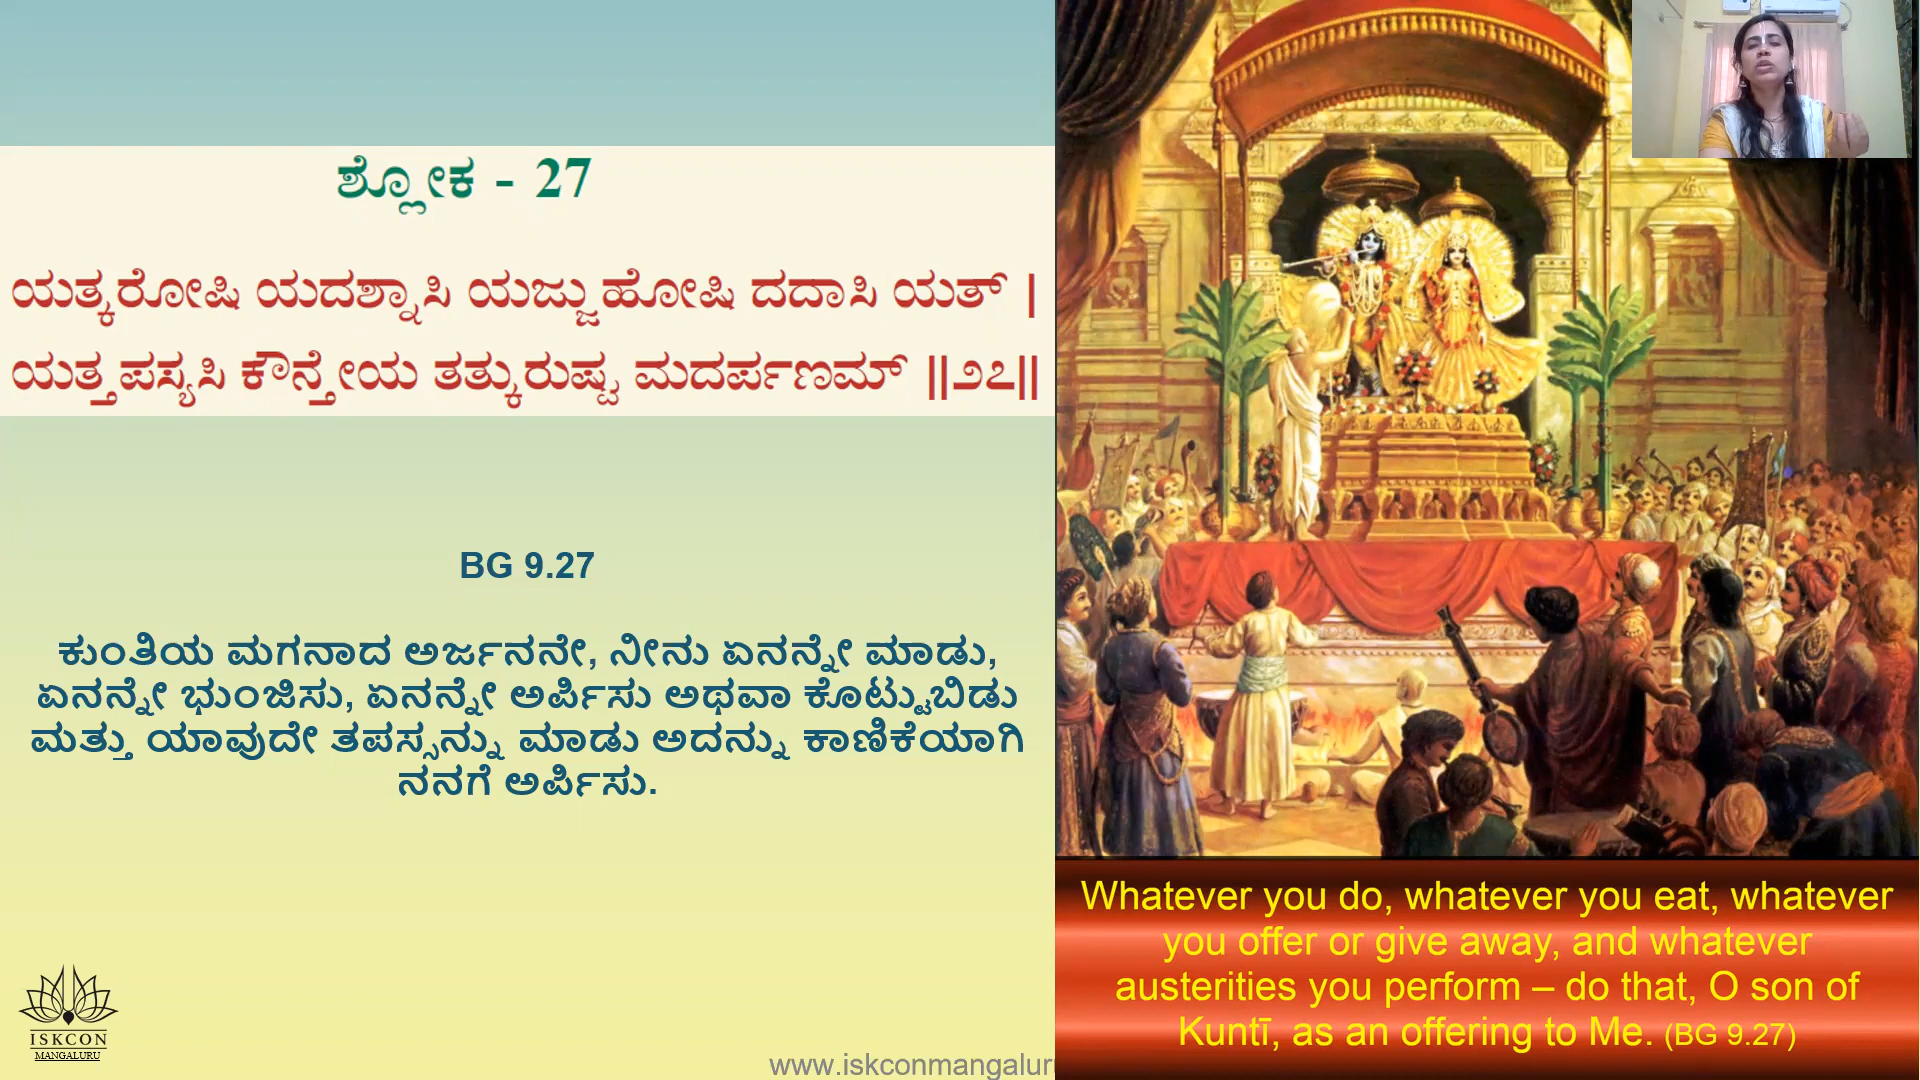 ಶ್ಲೋಕ - 27
ಯತ್ಕರೋಷಿ ಯದಶ್ನಾಸಿ ಯಜ್ಜುಹೋಷಿ ದದಾಸಿ ಯತ್ |
ಯತ್ತಪಸ್ಯಸಿ ಕೌನ್ತೇಯ ತತ್ಕುರುಷ್ವ ಮದರ್ಪಣಮ್ ||೨೭||
BG 9.27
ಕುಂತಿಯ ಮಗನಾದ ಅರ್ಜನನೇ, ನೀನು ಏನನ್ನೇ ಮಾಡು,
ಏನನ್ನೇ ಭುಂಜಿಸು, ಏನನ್ನೇ ಅರ್ಪಿಸು ಅಥವಾ ಕೊಟ್ಟುಬಿಡು
ಮತ್ತು ಯಾವುದೇ ತಪಸ್ಸನ್ನು ಮಾಡು ಅದನ್ನು ಕಾಣಿಕೆಯಾಗಿ
ನನಗೆ ಅರ್ಪಿಸು.
ISKCON
MANGALURU
www.iskconmangalur
Whatever you do, whatever you eat, whatever
you offer or give away, and whatever
austerities you perform – do that, O son of
Kuntī, as an offering to Me. (BG 9.27)